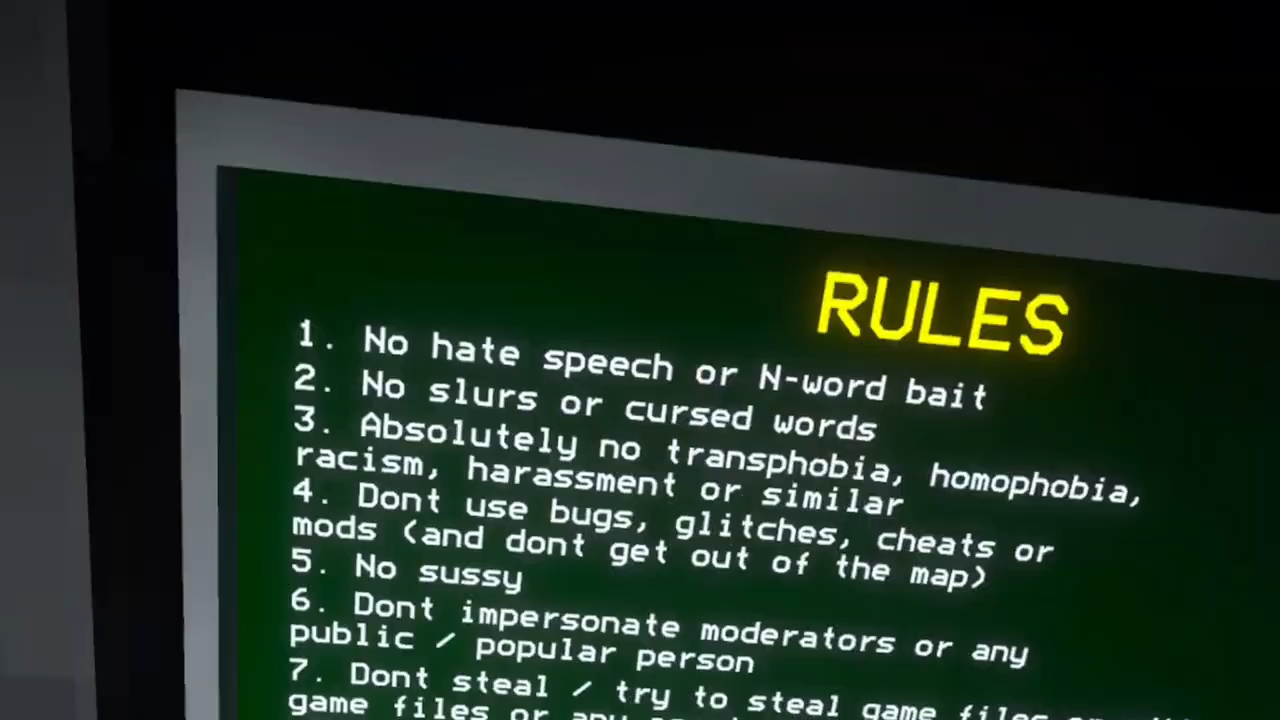 RULES
1. No hate speech or N-word bait
2. No slurs or cursed words
3. Absolutely no transphobia, homophobia,
racism, harassment or similar
4. Dont use bugs, glitches, cheats or
mods (and dont get out of the map)
5. No sussy
6. Dont impersonate moderators or any
public / popular person
7. Dont steal / try to steal game files
game files or any